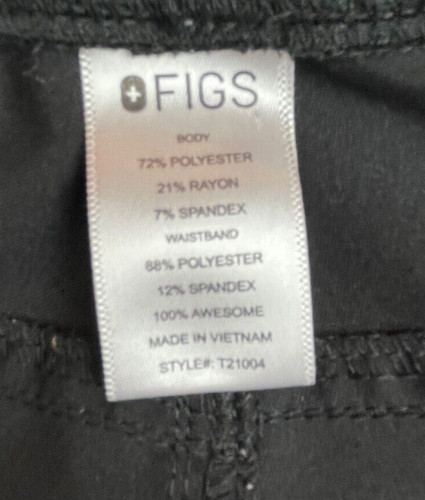 FIGS
BODY
72% POLYESTER
21% RAYON
7% SPANDEX
WAISTBAND
88% POLYESTER
12% SPANDEX
100% AWESOME
MADE IN VIETNAM
STYLE#: T21004